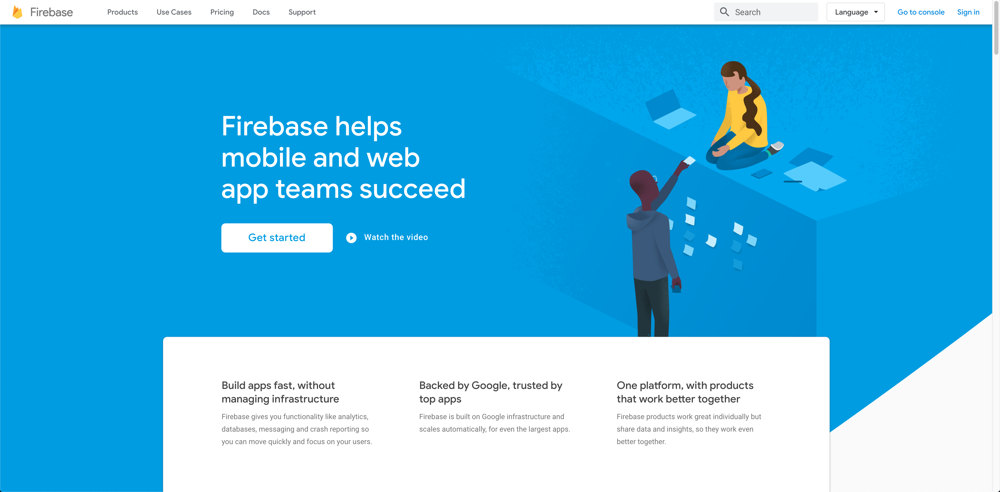 Firebase
Products
Use Cases
Pricing
Docs
Support
Search
Language
Go to console
Sign in
Firebase helps
mobile and web
app teams succeed
Get started
Watch the video
Build apps fast, without
managing infrastructure
Firebase gives you functionality like analytics,
databases, messaging and crash reporting so
you can move quickly and focus on your users.
Backed by Google, trusted by
top apps
Firebase is built on Google infrastructure and
scales automatically, for even the largest apps.
One platform, with products
that work better together
Firebase products work great individually but
share data and insights, so they work even
better together.